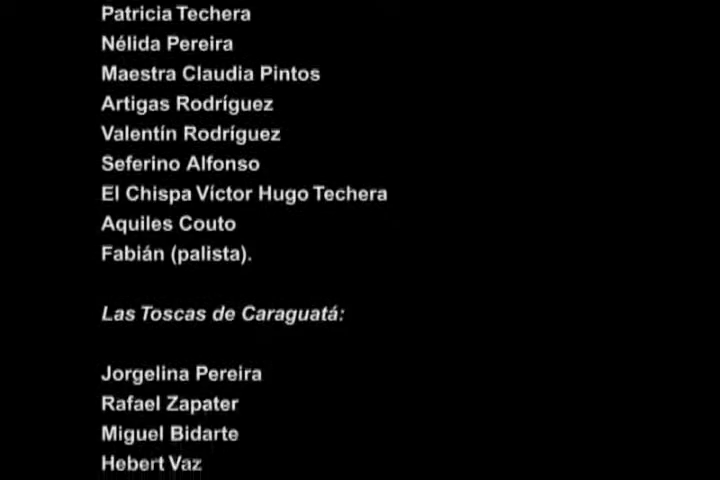 Patricia Techera
Nélida Pereira
Maestra Claudia Pintos
Artigas Rodríguez
Valentín Rodríguez
Seferino Alfonso
El Chispa Víctor Hugo Techera
Aquiles Couto
Fabián (palista).
Las Toscas de Caraguatá:
Jorgelina Pereira
Rafael Zapater
Miguel Bidarte
Hebert Vaz